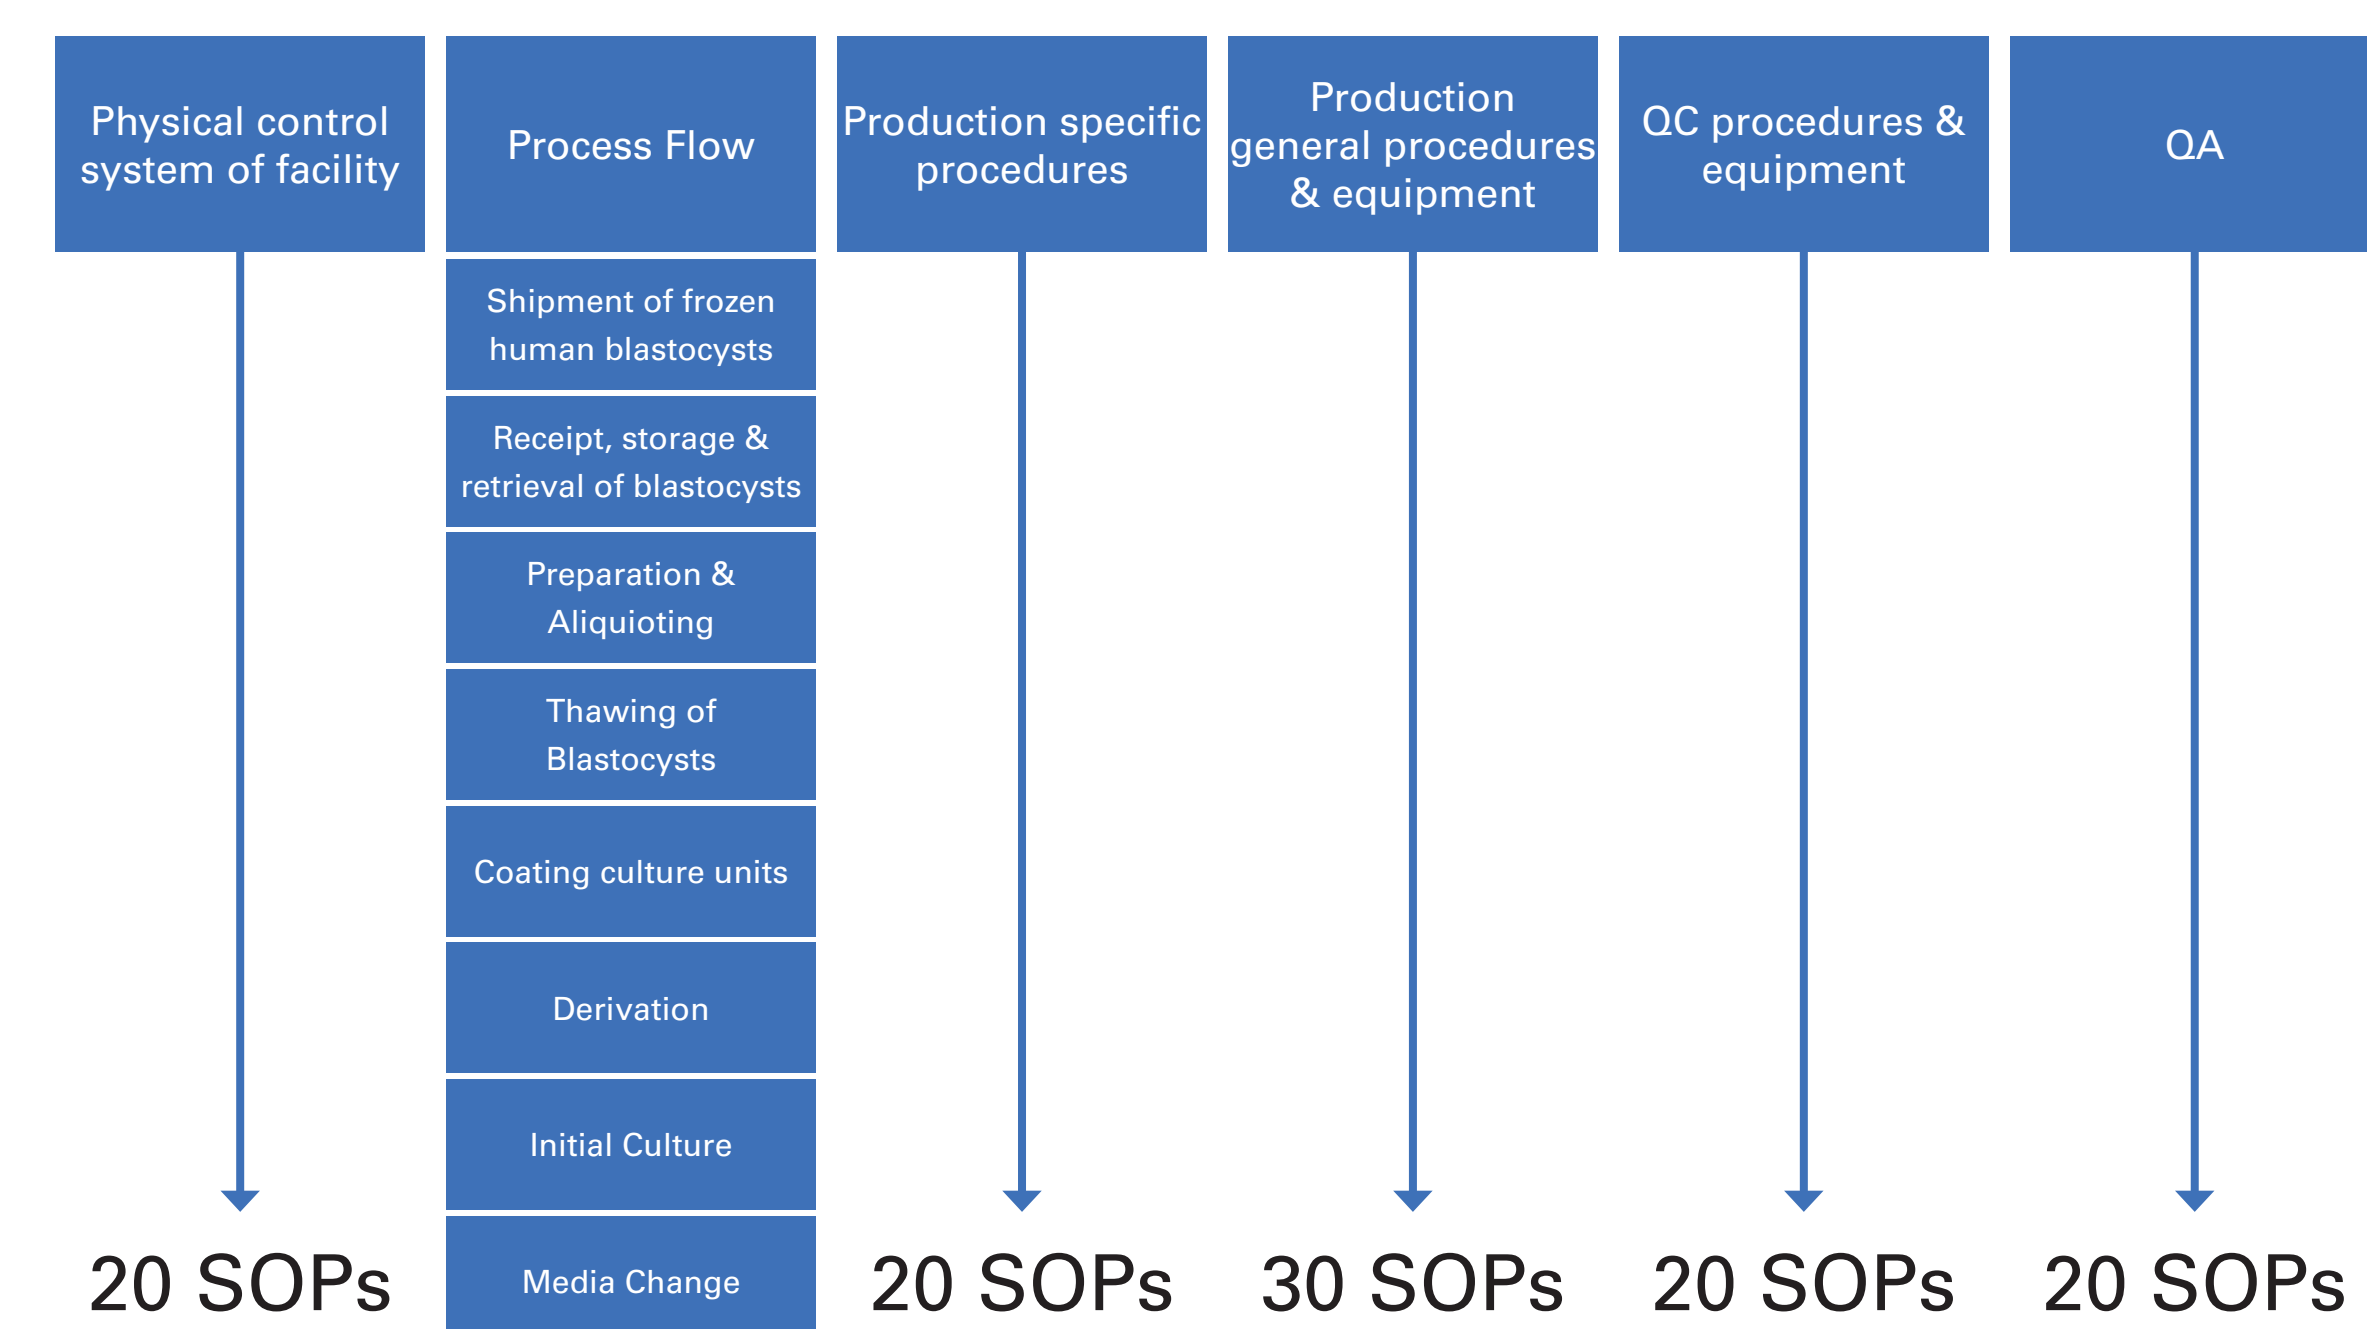 Physical control
system of facility
Process Flow
Production specific
procedures
Production
general procedures
& equipment
QC procedures &
equipment
QA
Shipment of frozen
human blastocysts
Receipt, storage &
retrieval of blastocysts
Preparation &
Aliquioting
Thawing of
Blastocysts
Coating culture units
Derivation
Initial Culture
Media Change
20 SOPs
20 SOPs
30 SOPs
20 SOPs
20 SOPs